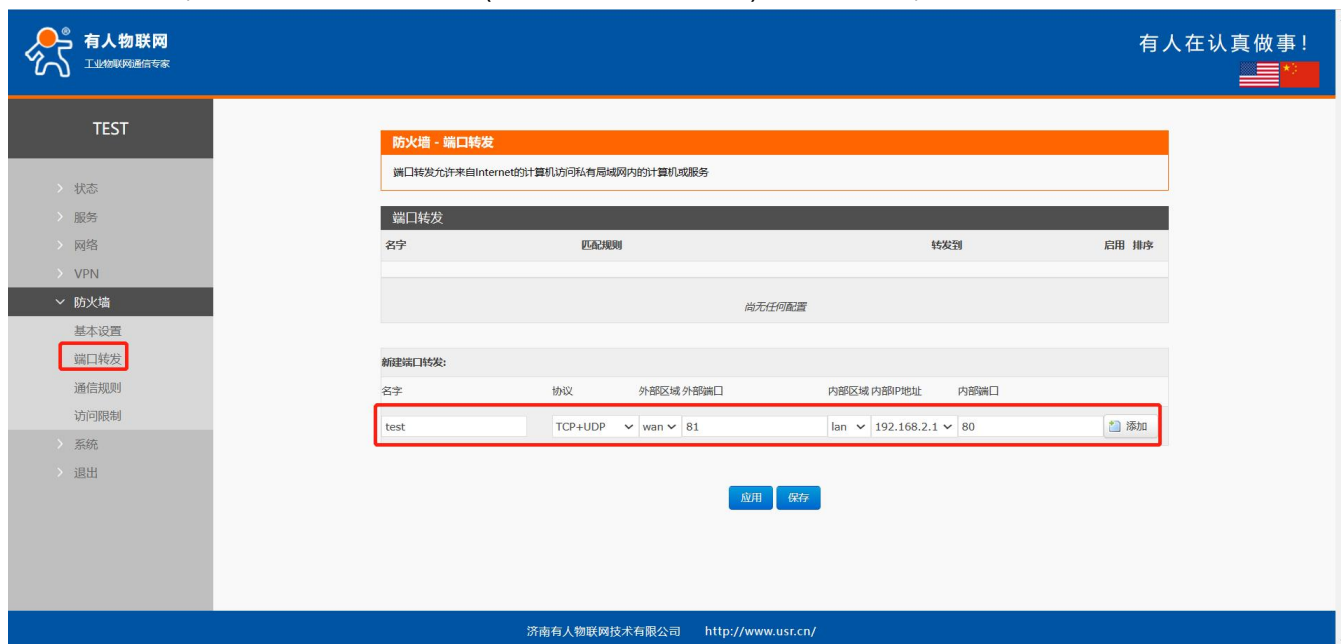 有人物联网
工业物联网通信专家
有人在认真做事!
TEST
状态
服务
网络
VPN
防火墙
基本设置
端口转发
通信规则
访问限制
系统
退出
防火墙 - 端口转发
端口转发允许来自Internet的计算机访问私有局域网内的计算机或服务
端口转发
名字 匹配规则 转发到 启用 排序
尚无任何配置
新建端口转发:
名字 协议 外部区域 外部端口 内部区域 内部IP地址 内部端口
test TCP+UDP wan 81 lan 192.168.2.1 80 添加
应用 保存
济南有人物联网技术有限公司 http://www.usr.cn/